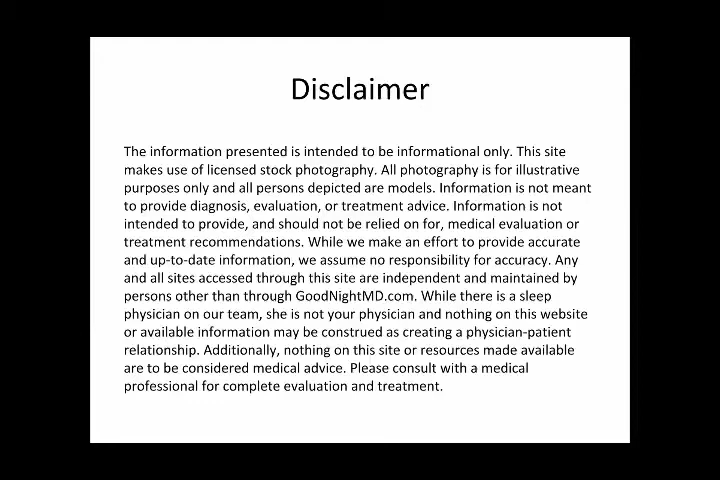 Disclaimer
The information presented is intended to be informational only. This site
makes use of licensed stock photography. All photography is for illustrative
purposes only and all persons depicted are models. Information is not meant
to provide diagnosis, evaluation, or treatment advice. Information is not
intended to provide, and should not be relied on for, medical evaluation or
treatment recommendations. While we make an effort to provide accurate
and up-to-date information, we assume no responsibility for accuracy. Any
and all sites accessed through this site are independent and maintained by
persons other than through GoodNightMD.com. While there is a sleep
physician on our team, she is not your physician and nothing on this website
or available information may be construed as creating a physician-patient
relationship. Additionally, nothing on this site or resources made available
are to be considered medical advice. Please consult with a medical
professional for complete evaluation and treatment.